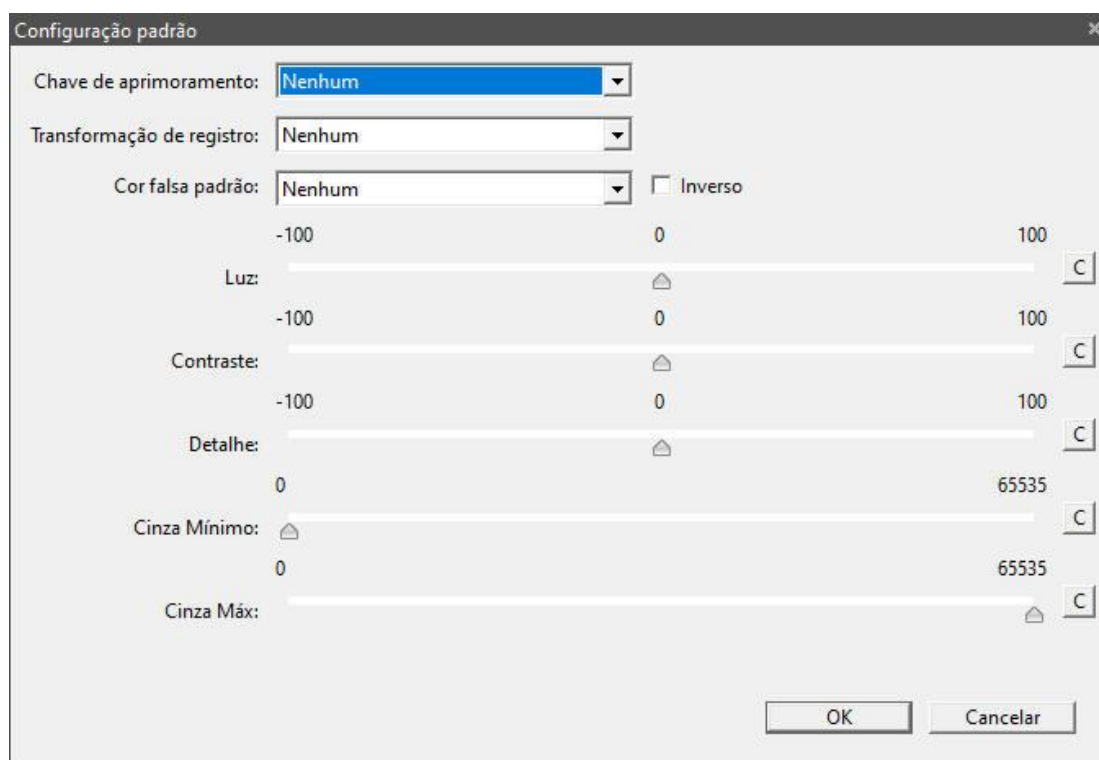 Configuração padrão
Chave de aprimoramento: Nenhum
Transformação de registro: Nenhum
Cor falsa padrão: Nenhum Inverso
-100 0 100
Luz: C
-100 0 100
Contraste: C
-100 0 100
Detalhe: C
0 65535
Cinza Mínimo: C
0 65535
Cinza Máx: C
OK Cancelar